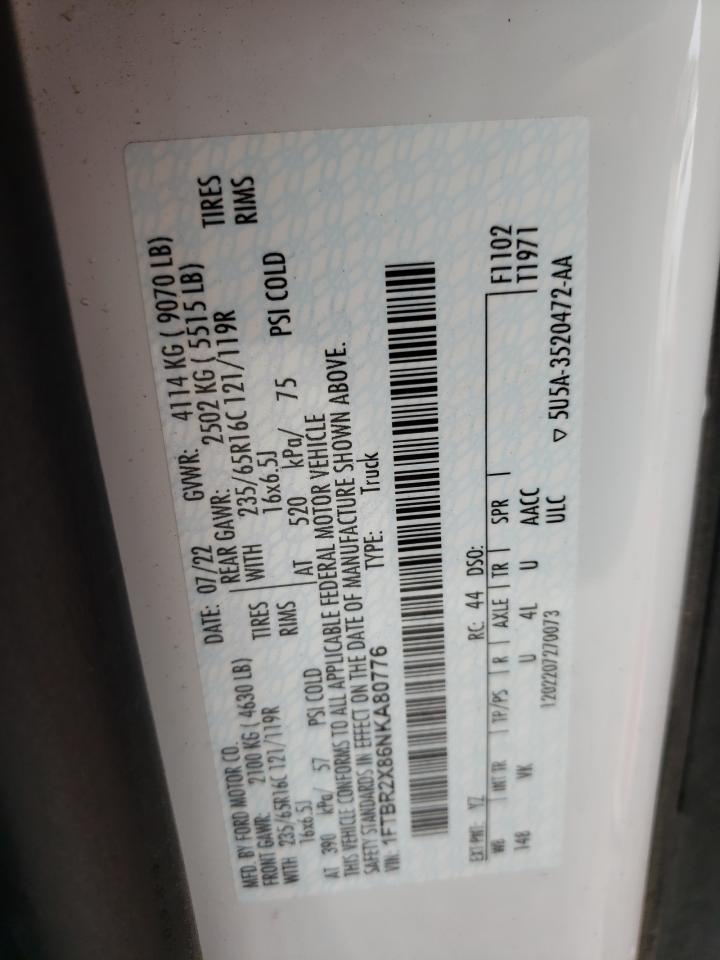 MFD. BY FORD MOTOR CO. DATE: 07/22 GVWR: 4114 KG ( 9070 LB)
FRONT GAWR: 2100 KG ( 4630 LB) REAR GAWR: 2502 KG ( 5515 LB)
WITH 235/65R16C 121/119R TIRES WITH 235/65R16C 121/119R TIRES
16x6.5J RIMS 16x6.5J RIMS
AT 390 kPa/ 57 PSI COLD AT 520 kPa/ 75 PSI COLD
THIS VEHICLE CONFORMS TO ALL APPLICABLE FEDERAL MOTOR VEHICLE
SAFETY STANDARDS IN EFFECT ON THE DATE OF MANUFACTURE SHOWN ABOVE.
VIN: 1FTBR2X86NKA80776 TYPE: Truck
EXT PNT: YZ RC: 44 DSO: F1102
WB INT TR TP/PS R AXLE TR SPR T1971
148 VK U 4L U AACC
ULC
1202207270073 ▽ 5U5A-3520472-AA